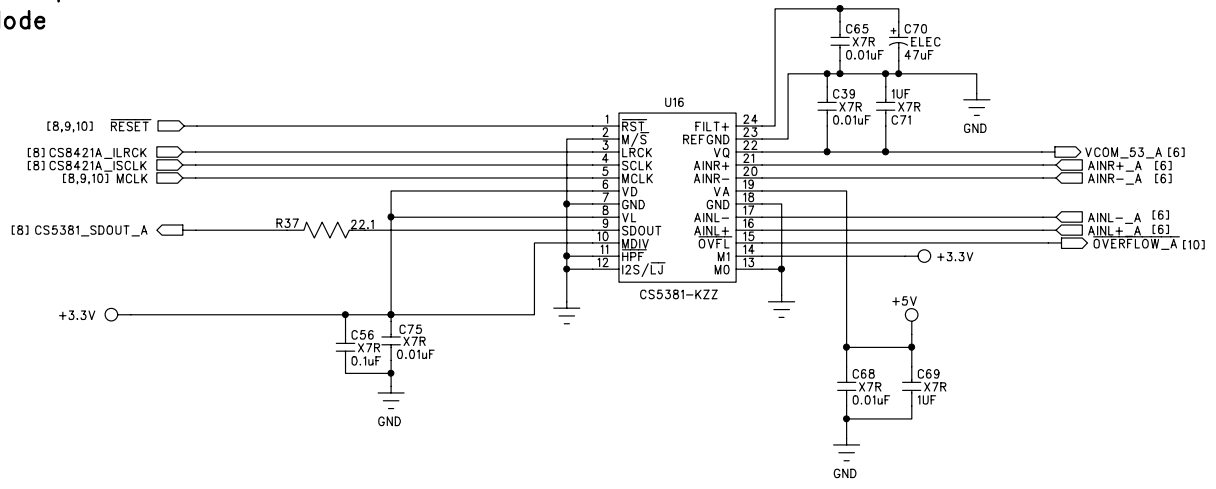 ode
C65
X7R
0.01uF
+
C70
ELEC
47uF
C39
X7R
0.01uF
1UF
X7R
C71
GND
U16
[8,9,10] RESET
[8] CS8421A_ILRCK
[8] CS8421A_ISCLK
[8,9,10] MCLK
[8] CS5381_SDOUT_A
R37
22.1
1 RST
2 M/S
3 LRCK
4 SCLK
5 MCLK
6 VD
7 GND
8 VL
9 SDOUT
10 MDIV
11 HPF
12 I2S/LJ
FILT+ 24
REFGND 23
VQ 22
AINR+ 21
AINR- 20
VA 19
GND 18
AINL- 17
AINL+ 16
OVFL 15
M1 14
M0 13
CS5381-KZZ
VCOM_53_A [6]
AINR+_A [6]
AINR-_A [6]
AINL-_A [6]
AINL+_A [6]
OVERFLOW_A [10]
+3.3V
+3.3V
C56
X7R
0.1uF
C75
X7R
0.01uF
GND
+5V
C68
X7R
0.01uF
C69
X7R
1UF
GND